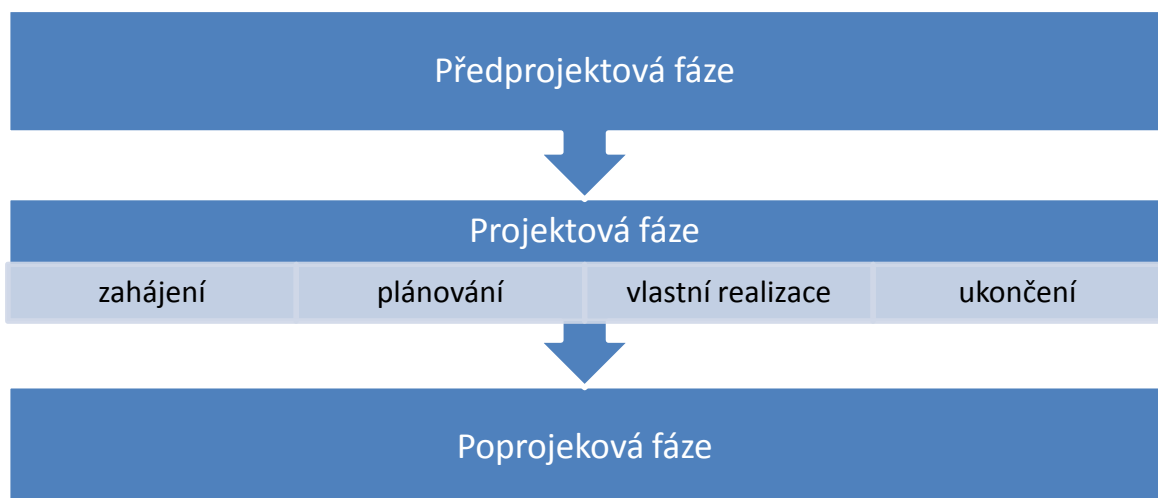 Předprojektová fáze
Projektová fáze
zahájení plánování vlastní realizace ukončení
Poprojeková fáze